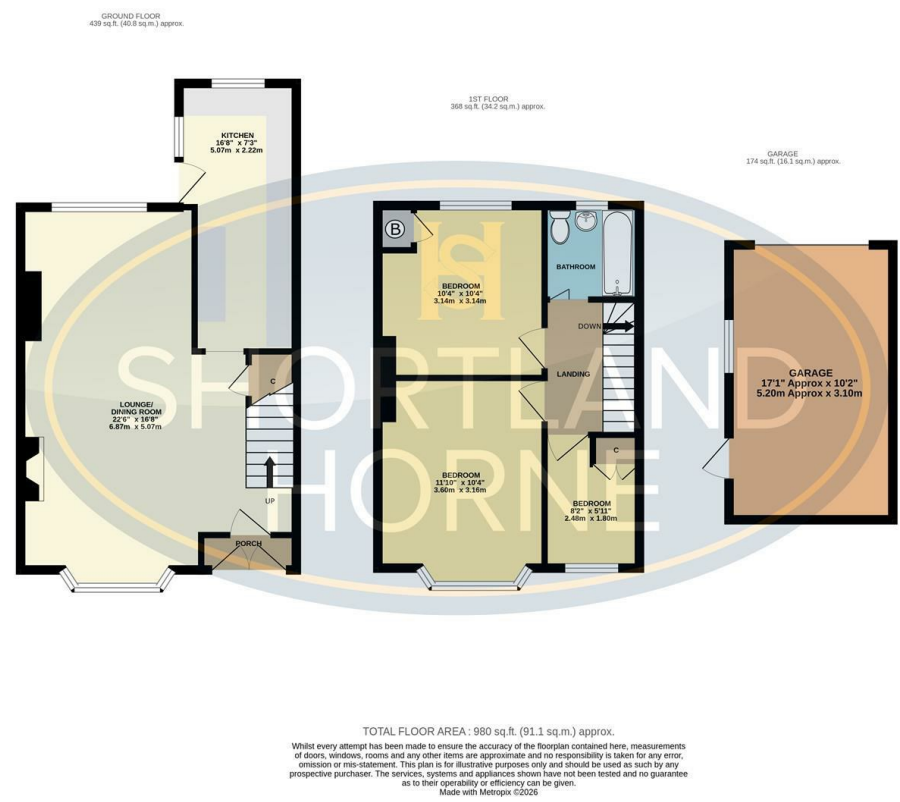 GROUND FLOOR
439 sq.ft. (40.8 sq.m.) approx.
1ST FLOOR
368 sq.ft. (34.2 sq.m.) approx.
GARAGE
174 sq.ft. (16.1 sq.m.) approx.
KITCHEN
16'8" x 7'3"
5.07m x 2.22m
LOUNGE/
DINING ROOM
22'6" x 16'8"
6.87m x 5.07m
C
UP
PORCH
B
BEDROOM
10'4" x 10'4"
3.14m x 3.14m
BATHROOM
DOWN
LANDING
BEDROOM
11'10" x 10'4"
3.60m x 3.16m
C
BEDROOM
8'2" x 5'11"
2.48m x 1.80m
GARAGE
17'1" Approx x 10'2"
5.20m Approx x 3.10m
SH
SHORTLAND
HORNE
TOTAL FLOOR AREA : 980 sq.ft. (91.1 sq.m.) approx.
Whilst every attempt has been made to ensure the accuracy of the floorplan contained here, measurements
of doors, windows, rooms and any other items are approximate and no responsibility is taken for any error,
omission or mis-statement. This plan is for illustrative purposes only and should be used as such by any
prospective purchaser. The services, systems and appliances shown have not been tested and no guarantee
as to their operability or efficiency can be given.
Made with Metropix ©2026